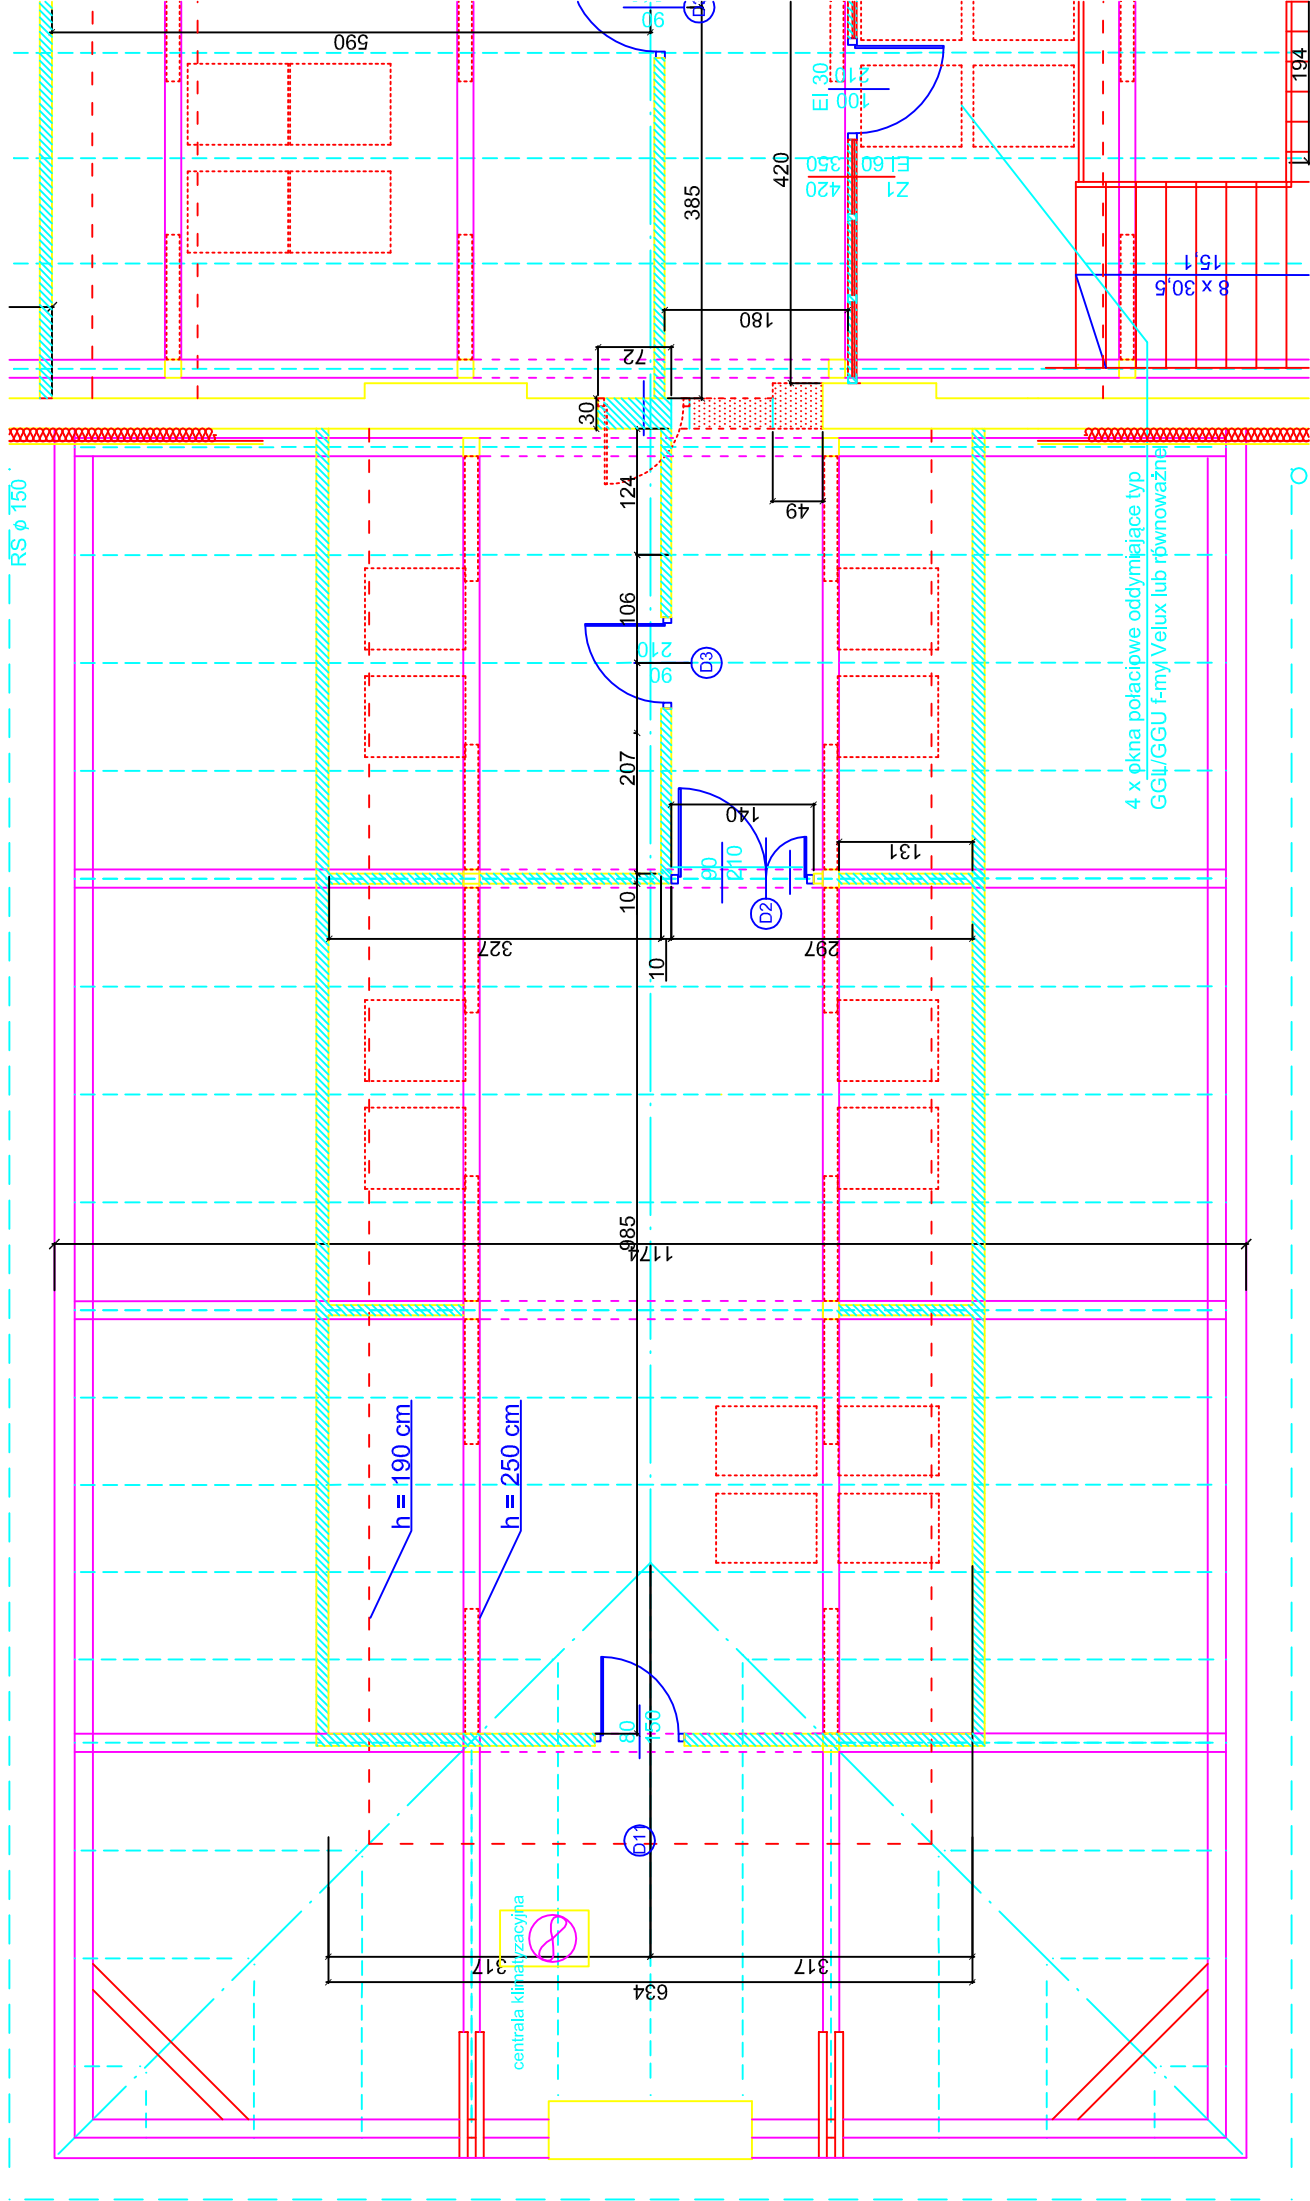 590
90
EI 30
100
210
194
EI 60 350
Z1 420
420
385
8 x 30,5
15,1
180
72
30
124
49
RS φ 150
4 x okna połaciowe oddymiające typ
GGL/GGU f-my Velux lub równoważne
106
90
210
D3
207
140
131
90
210
D2
10
327
10
297
985
1174
h = 190 cm
h = 250 cm
80
150
D11
centrala klimatyzacyjna
317
317
634